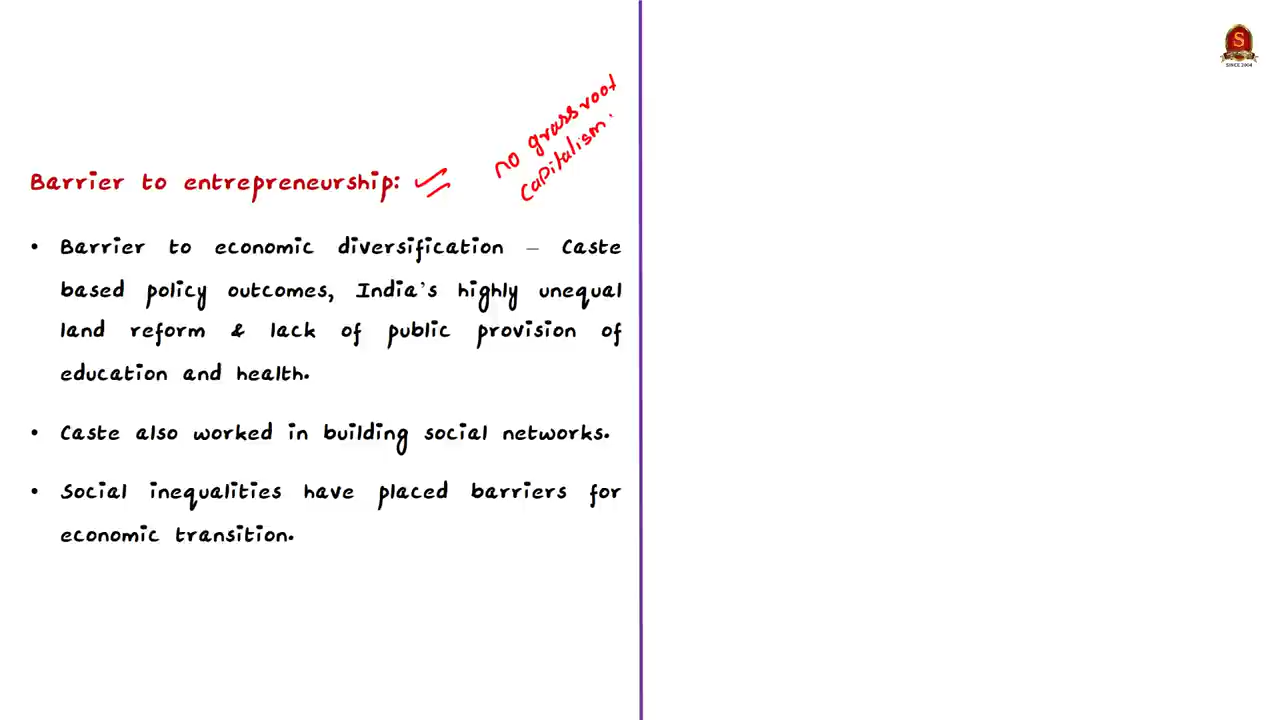 no grassroot
capitalism.
Barrier to entrepreneurship:
• Barrier to economic diversification – Caste
based policy outcomes, India's highly unequal
land reform & lack of public provision of
education and health.
• Caste also worked in building social networks.
• Social inequalities have placed barriers for
economic transition.
S
SINCE 2004